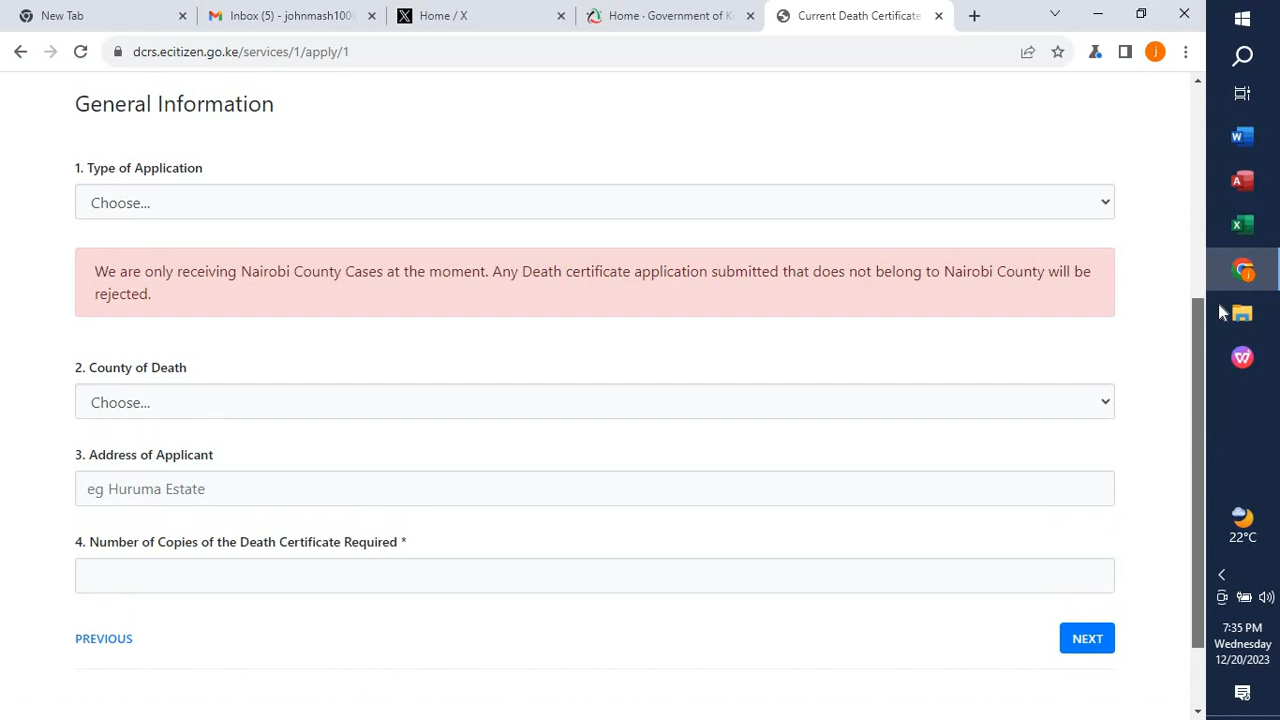 New Tab
Inbox (5) - johnmash100
Home / X
Home · Government of K
Current Death Certificate
dcrs.ecitizen.go.ke/services/1/apply/1
j
General Information
1. Type of Application
Choose...
We are only receiving Nairobi County Cases at the moment. Any Death certificate application submitted that does not belong to Nairobi County will be
rejected.
2. County of Death
Choose...
3. Address of Applicant
eg Huruma Estate
4. Number of Copies of the Death Certificate Required *
PREVIOUS
NEXT
W
A
X
j
W
22°C
7:35 PM
Wednesday
12/20/2023